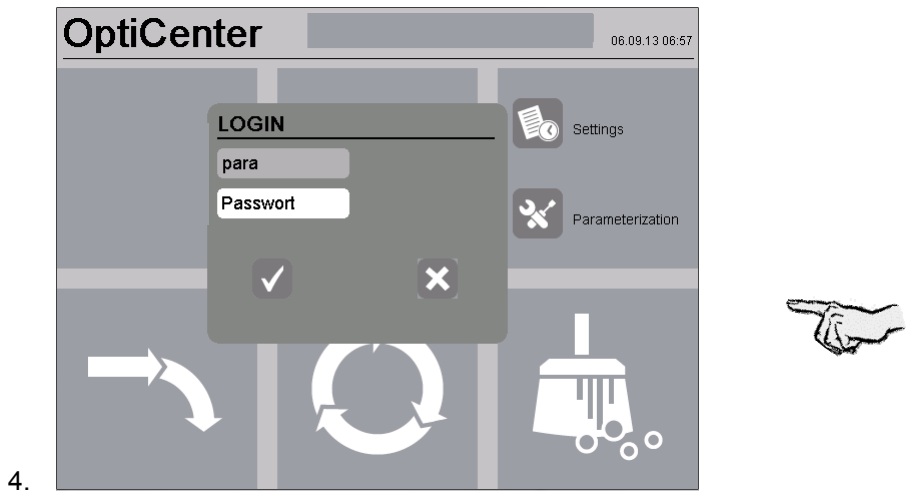 OptiCenter
06.09.13 06:57
LOGIN
para
Passwort
Settings
Parameterization
4.